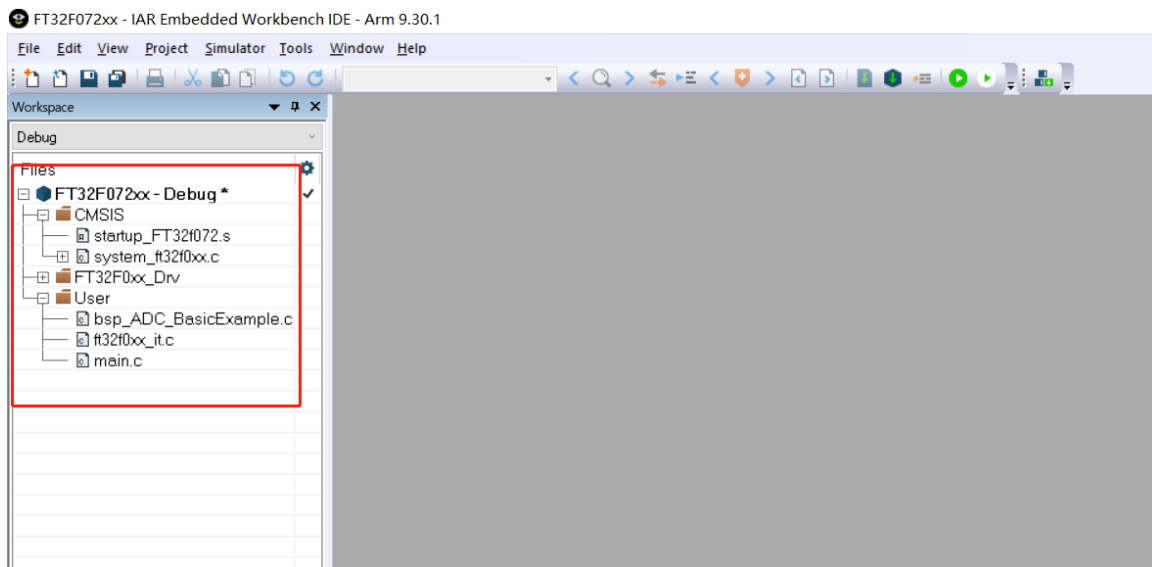 FT32F072xx - IAR Embedded Workbench IDE - Arm 9.30.1
File Edit View Project Simulator Tools Window Help
Workspace
Debug
Files
FT32F072xx - Debug *
CMSIS
startup_FT32f072.s
system_ft32f0xx.c
FT32F0xx_Drv
User
bsp_ADC_BasicExample.c
ft32f0xx_it.c
main.c